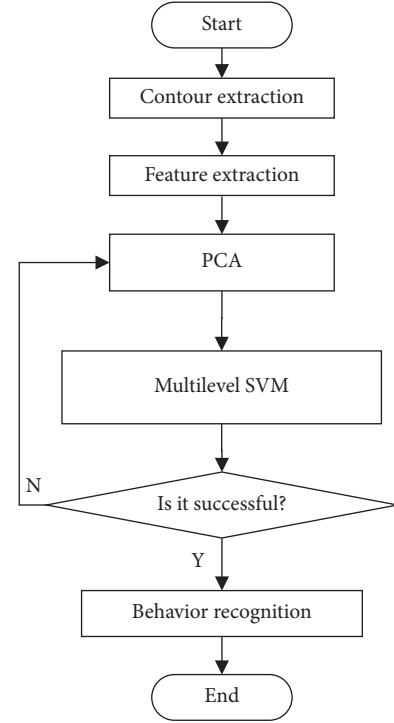 Start
Contour extraction
Feature extraction
PCA
Multilevel SVM
Is it successful?
N
Y
Behavior recognition
End